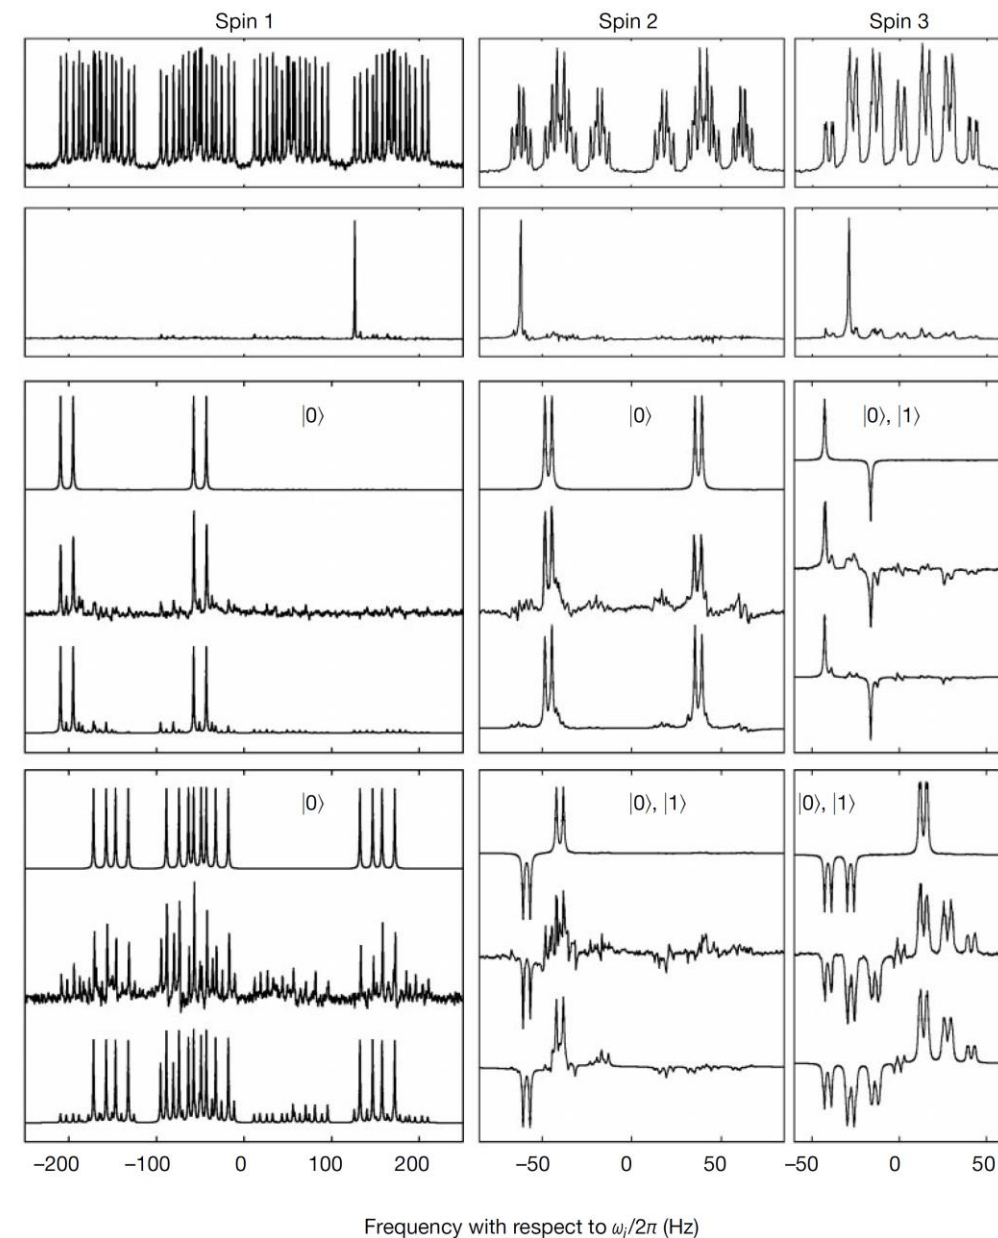 Spin 1 Spin 2 Spin 3
|0⟩ |0⟩ |0⟩, |1⟩
|0⟩ |0⟩, |1⟩ |0⟩, |1⟩
–200 –100 0 100 200 –50 0 50 –50 0 50
Frequency with respect to ωᵢ/2π (Hz)